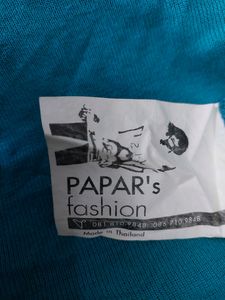 PAPAR's
fashion
081 810.9848 :086 710.9848
Made in Thailand